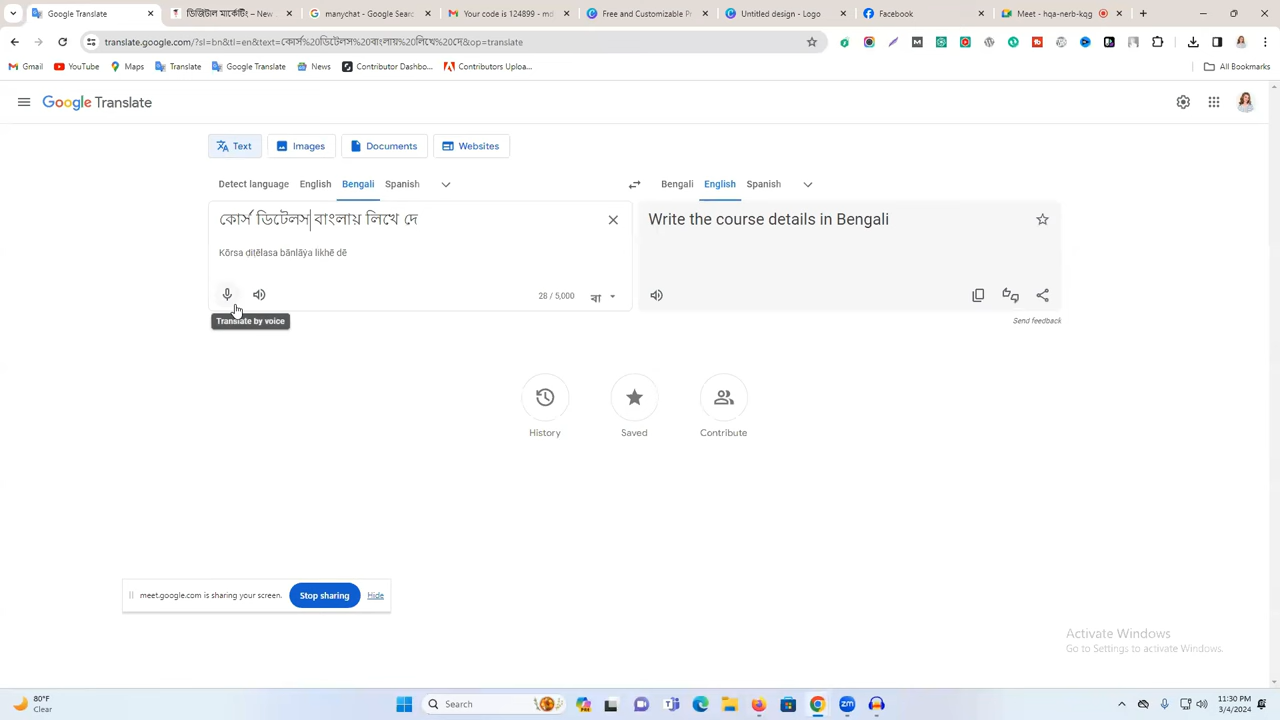 Google Translate
ডিজিটাল মার্কেটিং – New
manychat - Google Searc
M your code is 124899 - md
Free and Customizable Pr
Untitled design - Logo
Facebook
Meet - hqa-nerb-kqg
translate.google.com/?sl=bn&tl=en&text=কোর্স%20ডিটেলস%20বাংলায়%20লিখে%20দে&op=translate
Gmail
YouTube
Maps
Translate
Google Translate
News
Contributor Dashbo...
Contributors Uploa...
All Bookmarks
Google Translate
Text
Images
Documents
Websites
Detect language
English
Bengali
Spanish
Bengali
English
Spanish
কোর্স ডিটেলস বাংলায় লিখে দে
Write the course details in Bengali
Kōrsa ḍiṭēlasa bānlāẏa likhē dē
28 / 5,000
বা
Translate by voice
Send feedback
History
Saved
Contribute
meet.google.com is sharing your screen.
Stop sharing
Hide
Activate Windows
Go to Settings to activate Windows.
80°F
Clear
Search
11:30 PM
3/4/2024